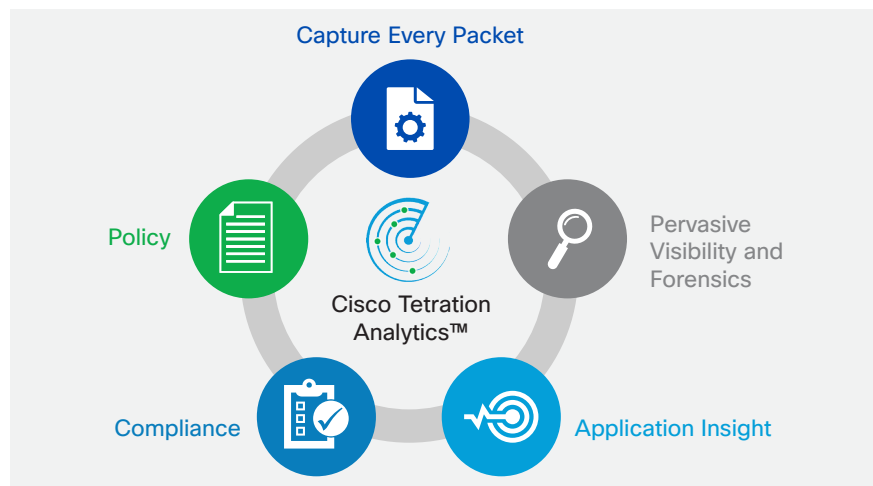 Capture Every Packet
Policy
Pervasive
Visibility and
Forensics
Cisco Tetration
Analytics™
Compliance
Application Insight